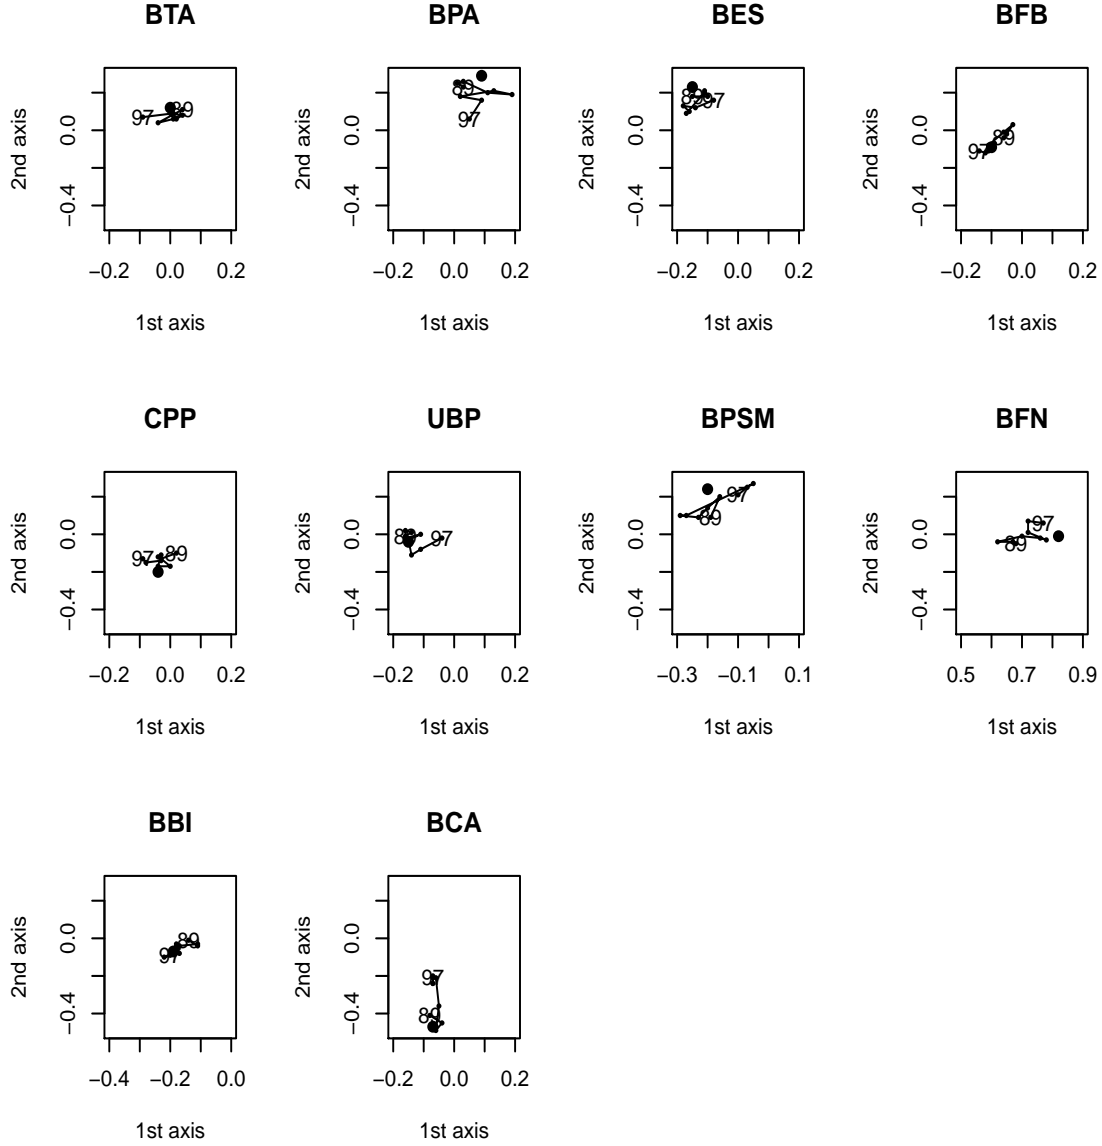 BTA BPA BES BFB
2nd axis 0.0 −0.4 97 89 2nd axis 0.0 −0.4 89 97 2nd axis 0.0 −0.4 89 97 2nd axis 0.0 −0.4 97 89
−0.2 0.0 0.2 −0.2 0.0 0.2 −0.2 0.0 0.2 −0.2 0.0 0.2
1st axis 1st axis 1st axis 1st axis
CPP UBP BPSM BFN
2nd axis 0.0 −0.4 97 89 2nd axis 0.0 −0.4 89 97 2nd axis 0.0 −0.4 97 89 2nd axis 0.0 −0.4 97 89
−0.2 0.0 0.2 −0.2 0.0 0.2 −0.3 −0.1 0.1 0.5 0.7 0.9
1st axis 1st axis 1st axis 1st axis
BBI BCA
2nd axis 0.0 −0.4 97 89 2nd axis 0.0 −0.4 97 89
−0.4 −0.2 0.0 −0.2 0.0 0.2
1st axis 1st axis